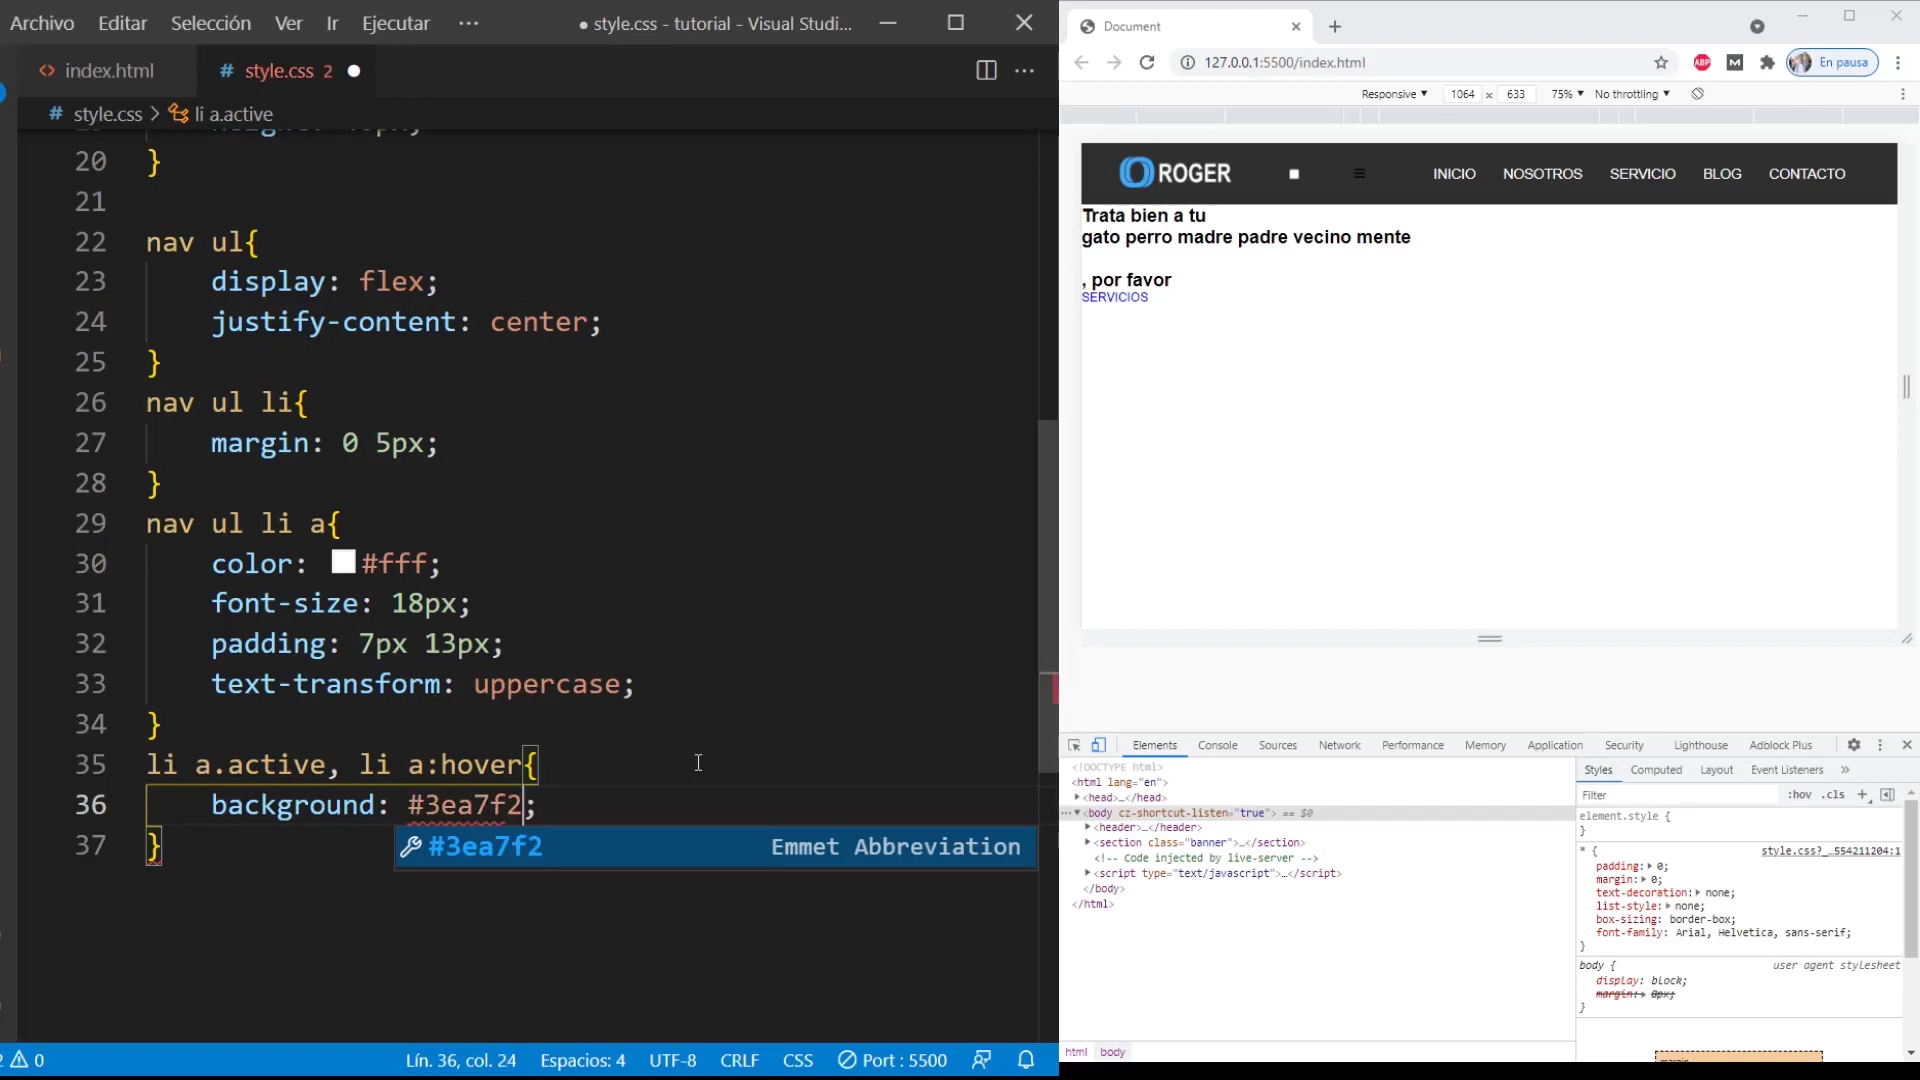 Archivo Editar Selección Ver Ir Ejecutar ··· ● style.css - tutorial - Visual Studi...
index.html # style.css 2
# style.css > li a.active
20 }
21
22 nav ul{
23 display: flex;
24 justify-content: center;
25 }
26 nav ul li{
27 margin: 0 5px;
28 }
29 nav ul li a{
30 color: #fff;
31 font-size: 18px;
32 padding: 7px 13px;
33 text-transform: uppercase;
34 }
35 li a.active, li a:hover{
36 background: #3ea7f2;
#3ea7f2 Emmet Abbreviation
37 }
0 Lín. 36, col. 24 Espacios: 4 UTF-8 CRLF CSS Port : 5500
Document
127.0.0.1:5500/index.html ABP M En pausa
Responsive ▼ 1064 x 633 75% ▼ No throttling ▼
ROGER INICIO NOSOTROS SERVICIO BLOG CONTACTO
Trata bien a tu
gato perro madre padre vecino mente
, por favor
SERVICIOS
Elements Console Sources Network Performance Memory Application Security Lighthouse Adblock Plus
<!DOCTYPE html>
<html lang="en">
▶<head>…</head>
···▼<body cz-shortcut-listen="true"> == $0
▶<header>…</header>
▶<section class="banner">…</section>
<!-- Code injected by live-server -->
▶<script type="text/javascript">…</script>
</body>
</html>
html body
Styles Computed Layout Event Listeners »
Filter :hov .cls +
element.style {
}
* { style.css?_…554211204:1
padding:▶ 0;
margin:▶ 0;
text-decoration:▶ none;
list-style:▶ none;
box-sizing: border-box;
font-family: Arial, Helvetica, sans-serif;
}
body { user agent stylesheet
display: block;
margin:▶ 8px;
}